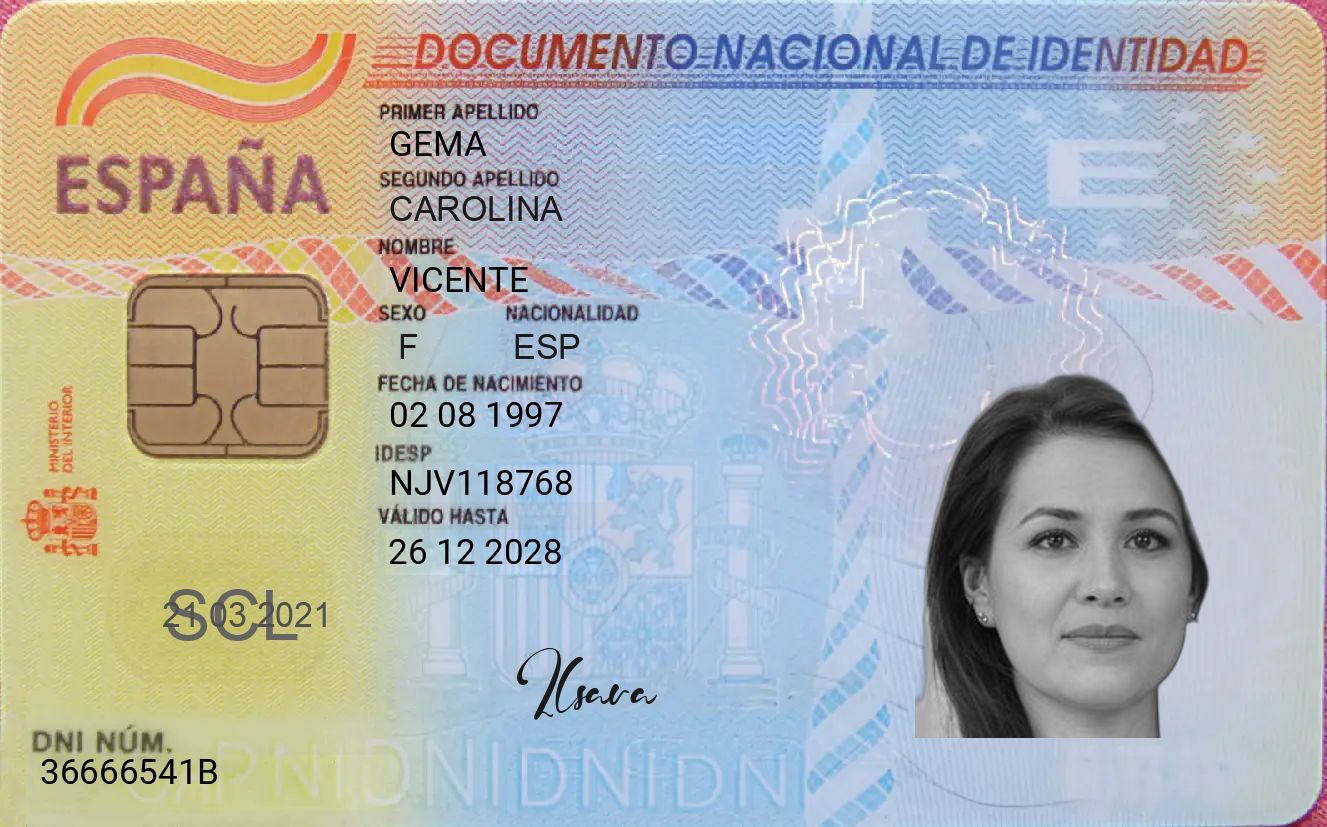 DOCUMENTO NACIONAL DE IDENTIDAD
ESPAÑA
PRIMER APELLIDO
GEMA
SEGUNDO APELLIDO
CAROLINA
NOMBRE
VICENTE
SEXO NACIONALIDAD
F ESP
FECHA DE NACIMIENTO
02 08 1997
IDESP
NJV118768
VÁLIDO HASTA
26 12 2028
MINISTERIO
DEL INTERIOR
E
SCL
21 03 2021
DNI NÚM.
36666541B
DNIDNIDNIDN